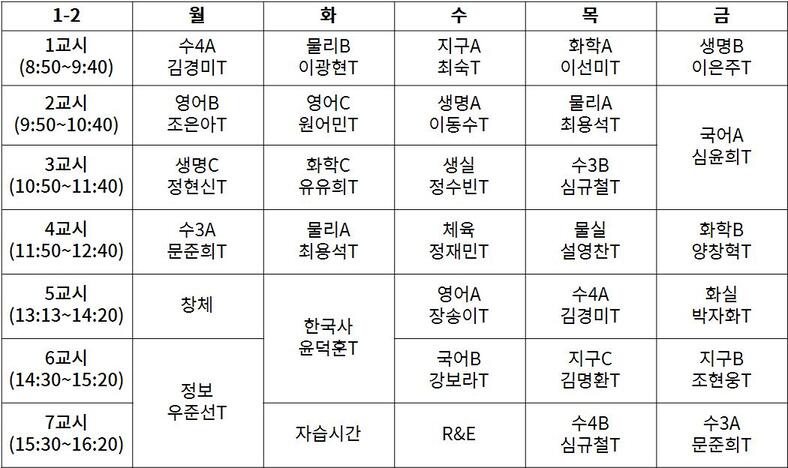 1-2 월 화 수 목 금
1교시 수4A 물리B 지구A 화학A 생명B
(8:50~9:40) 김경미T 이광현T 최숙T 이선미T 이은주T
2교시 영어B 영어C 생명A 물리A
(9:50~10:40) 조은아T 원어민T 이동수T 최용석T
국어A
심윤희T
3교시 생명C 화학C 생실 수3B
(10:50~11:40) 정현신T 유유희T 정수빈T 심규철T
4교시 수3A 물리A 체육 물실 화학B
(11:50~12:40) 문준희T 최용석T 정재민T 설영찬T 양창혁T
5교시 창체 영어A 수4A 화실
(13:13~14:20) 장송이T 김경미T 박자화T
한국사
윤덕훈T
6교시 국어B 지구C 지구B
(14:30~15:20) 강보라T 김명환T 조현웅T
정보
우준선T
7교시 자습시간 R&E 수4B 수3A
(15:30~16:20) 심규철T 문준희T